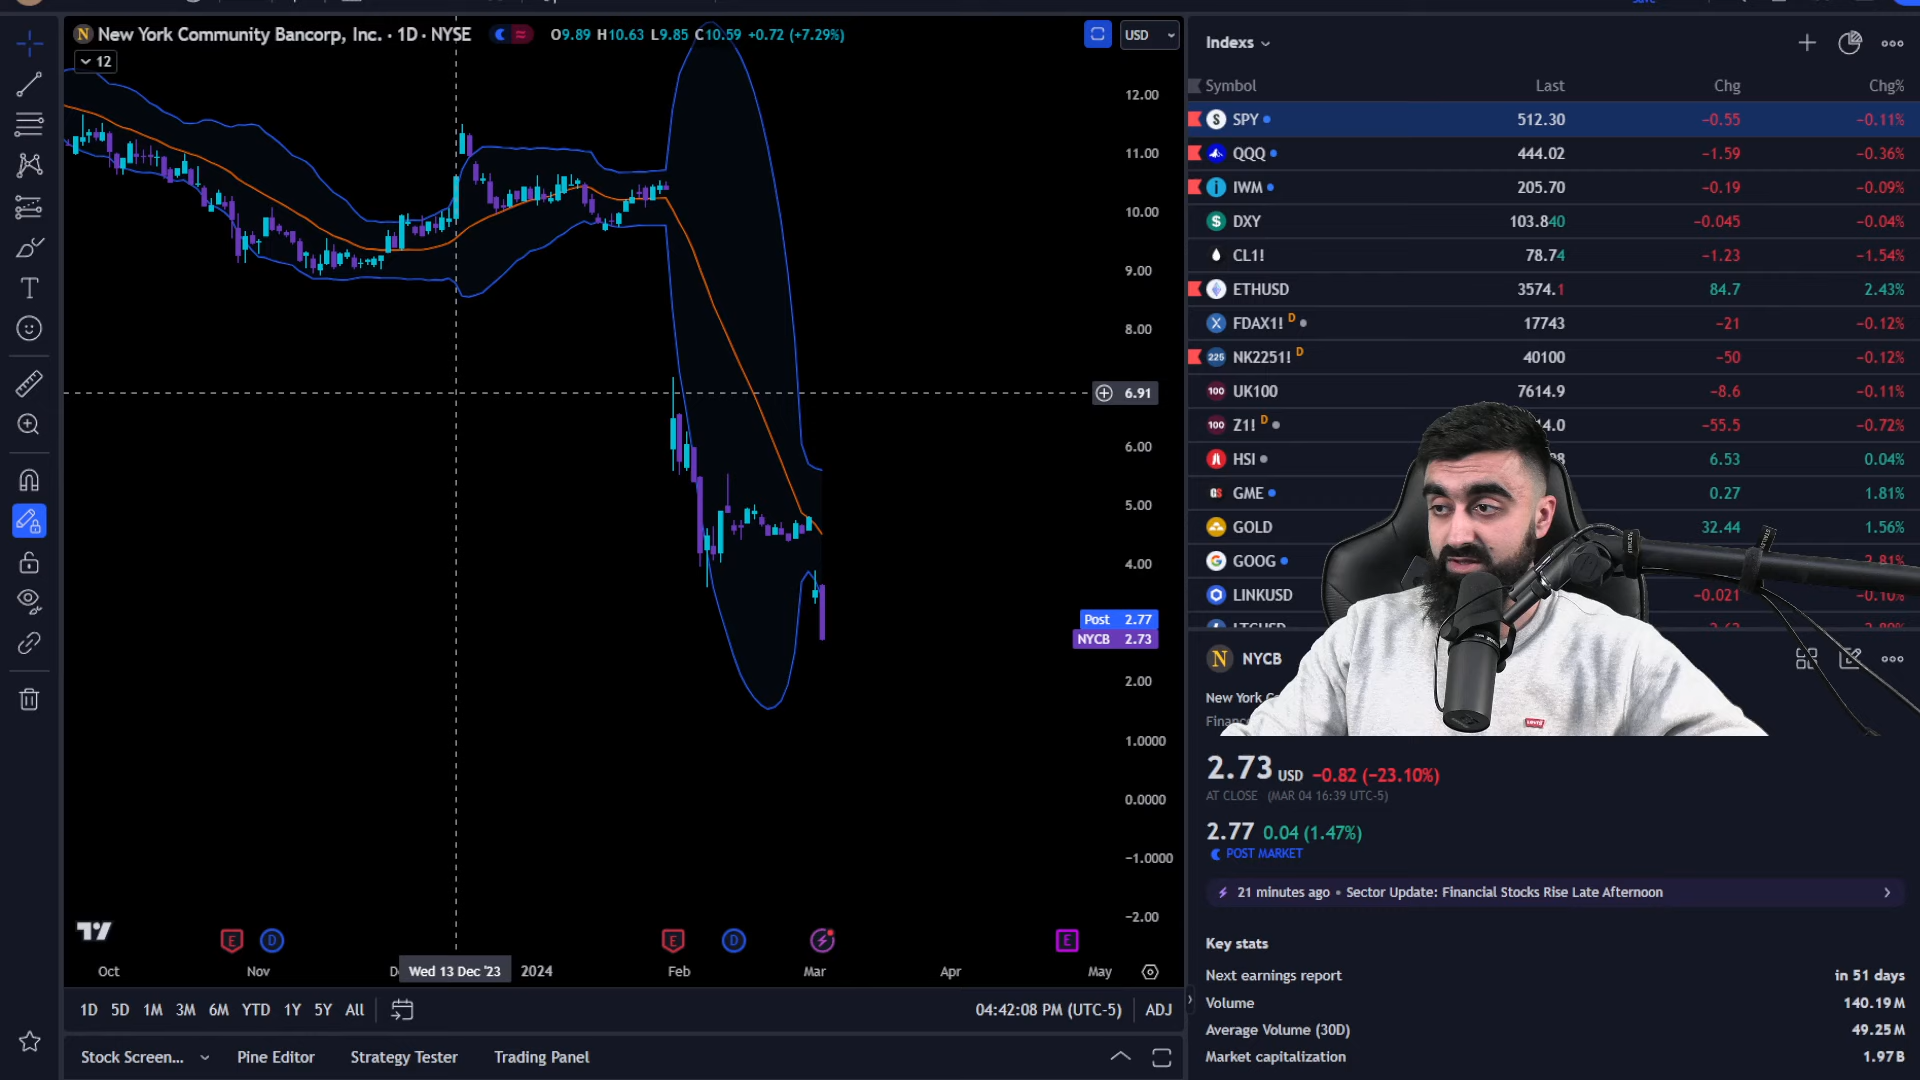 New York Community Bancorp, Inc. · 1D · NYSE O9.89 H10.63 L9.85 C10.59 +0.72 (+7.29%)
USD
12
12.00
11.00
10.00
9.00
8.00
6.91
6.00
5.00
4.00
Post 2.77
NYCB 2.73
2.00
1.0000
0.0000
−1.0000
−2.00
E D E D E
Oct Nov D Wed 13 Dec '23 2024 Feb Mar Apr May
1D 5D 1M 3M 6M YTD 1Y 5Y All
04:42:08 PM (UTC-5) ADJ
Stock Screen... Pine Editor Strategy Tester Trading Panel
Indexs
Symbol Last Chg Chg%
SPY 512.30 −0.55 −0.11%
QQQ 444.02 −1.59 −0.36%
IWM 205.70 −0.19 −0.09%
DXY 103.840 −0.045 −0.04%
CL1! 78.74 −1.23 −1.54%
ETHUSD 3574.1 84.7 2.43%
FDAX1! D 17743 −21 −0.12%
NK2251! D 40100 −50 −0.12%
UK100 7614.9 −8.6 −0.11%
Z1! D 14.0 −55.5 −0.72%
HSI 6.53 0.04%
GME 0.27 1.81%
GOLD 32.44 1.56%
GOOG 2.81%
LINKUSD −0.021 −0.10%
NYCB
New York
2.73 USD −0.82 (−23.10%)
AT CLOSE (MAR 04 16:39 UTC-5)
2.77 0.04 (1.47%)
POST MARKET
21 minutes ago • Sector Update: Financial Stocks Rise Late Afternoon
Key stats
Next earnings report in 51 days
Volume 140.19 M
Average Volume (30D) 49.25 M
Market capitalization 1.97 B